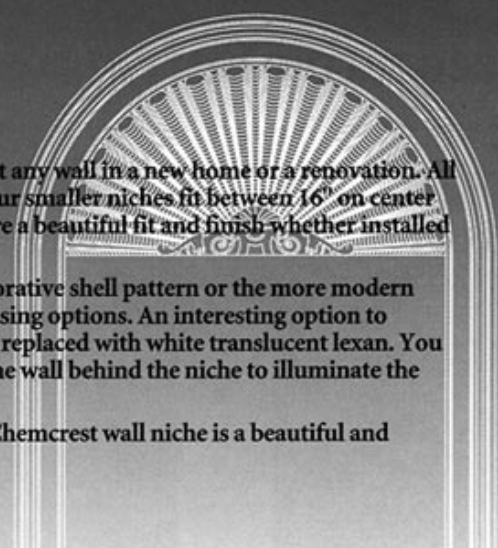 t any wall in a new home or a renovation. All
ur smaller niches fit between 16" on center
e a beautiful fit and finish whether installed
orative shell pattern or the more modern
sing options. An interesting option to
replaced with white translucent lexan. You
he wall behind the niche to illuminate the
Chemcrest wall niche is a beautiful and